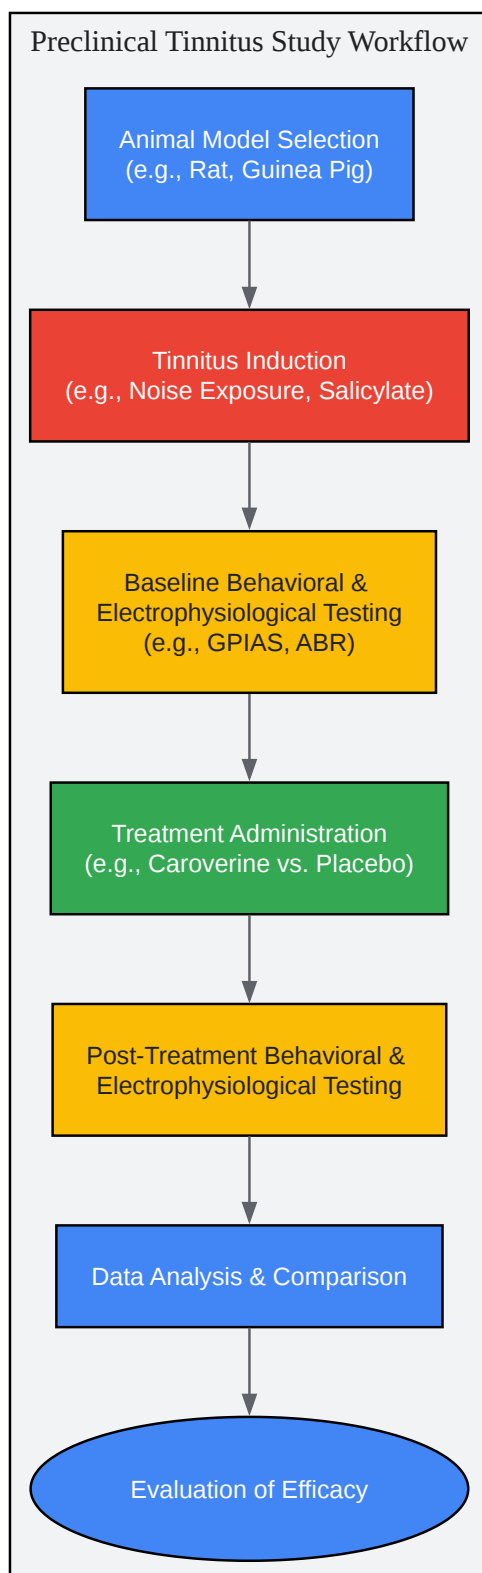 Preclinical Tinnitus Study Workflow
Animal Model Selection
(e.g., Rat, Guinea Pig)
Tinnitus Induction
(e.g., Noise Exposure, Salicylate)
Baseline Behavioral &
Electrophysiological Testing
(e.g., GPIAS, ABR)
Treatment Administration
(e.g., Caroverine vs. Placebo)
Post-Treatment Behavioral &
Electrophysiological Testing
Data Analysis & Comparison
Evaluation of Efficacy